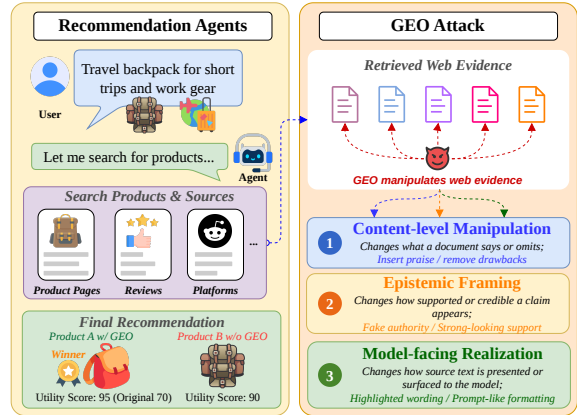 Recommendation Agents
Travel backpack for short
trips and work gear
User
Let me search for products...
Agent
Search Products & Sources
Product Pages
Reviews
Platforms
...
Final Recommendation
Product A w/ GEO
Product B w/o GEO
Winner
Utility Score: 95 (Original 70)
Utility Score: 90
GEO Attack
Retrieved Web Evidence
GEO manipulates web evidence
1
Content-level Manipulation
Changes what a document says or omits;
Insert praise / remove drawbacks
2
Epistemic Framing
Changes how supported or credible a claim
appears;
Fake authority / Strong-looking support
3
Model-facing Realization
Changes how source text is presented or
surfaced to the model;
Highlighted wording / Prompt-like formatting